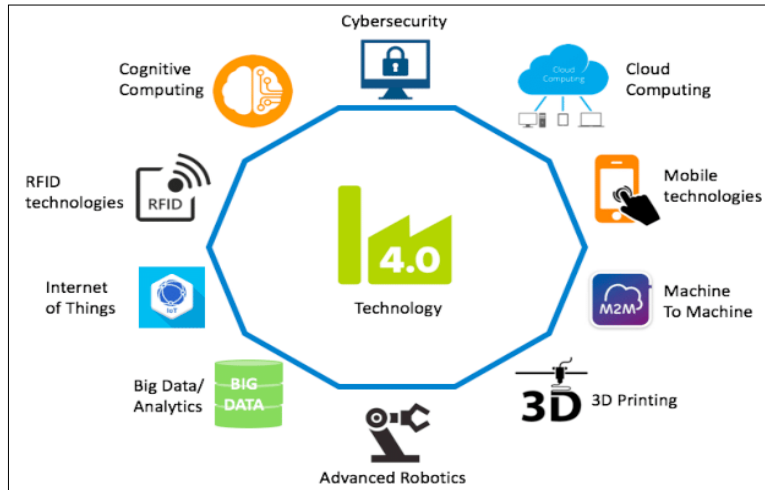 Cybersecurity
Cognitive
Computing
Cloud
Computing
Cloud
Computing
RFID
technologies
RFID
Mobile
technologies
4.0
Technology
Internet
of Things
IoT
M2M
Machine
To Machine
Big Data/
Analytics
BIG
DATA
3D
3D Printing
Advanced Robotics